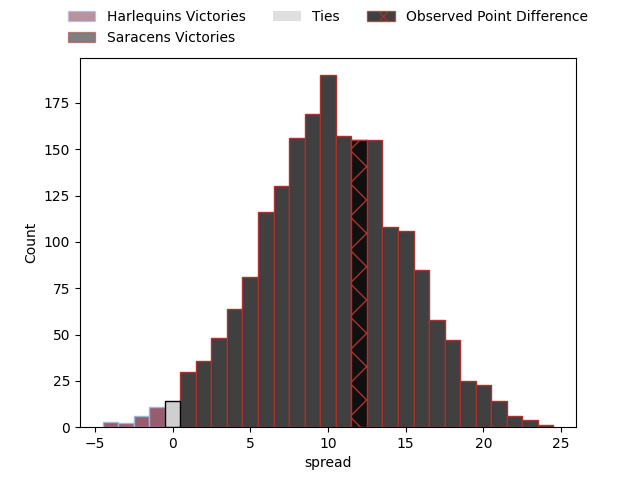 Harlequins Victories
Ties
Observed Point Difference
Saracens Victories
175
150
125
100
75
50
25
0
Count
−5
0
5
10
15
20
25
spread